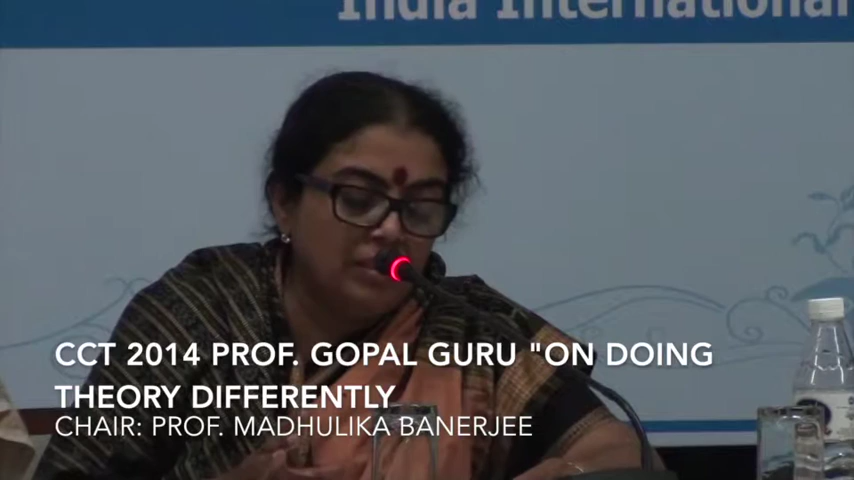 India International
CCT 2014 PROF. GOPAL GURU "ON DOING
THEORY DIFFERENTLY
CHAIR: PROF. MADHULIKA BANERJEE